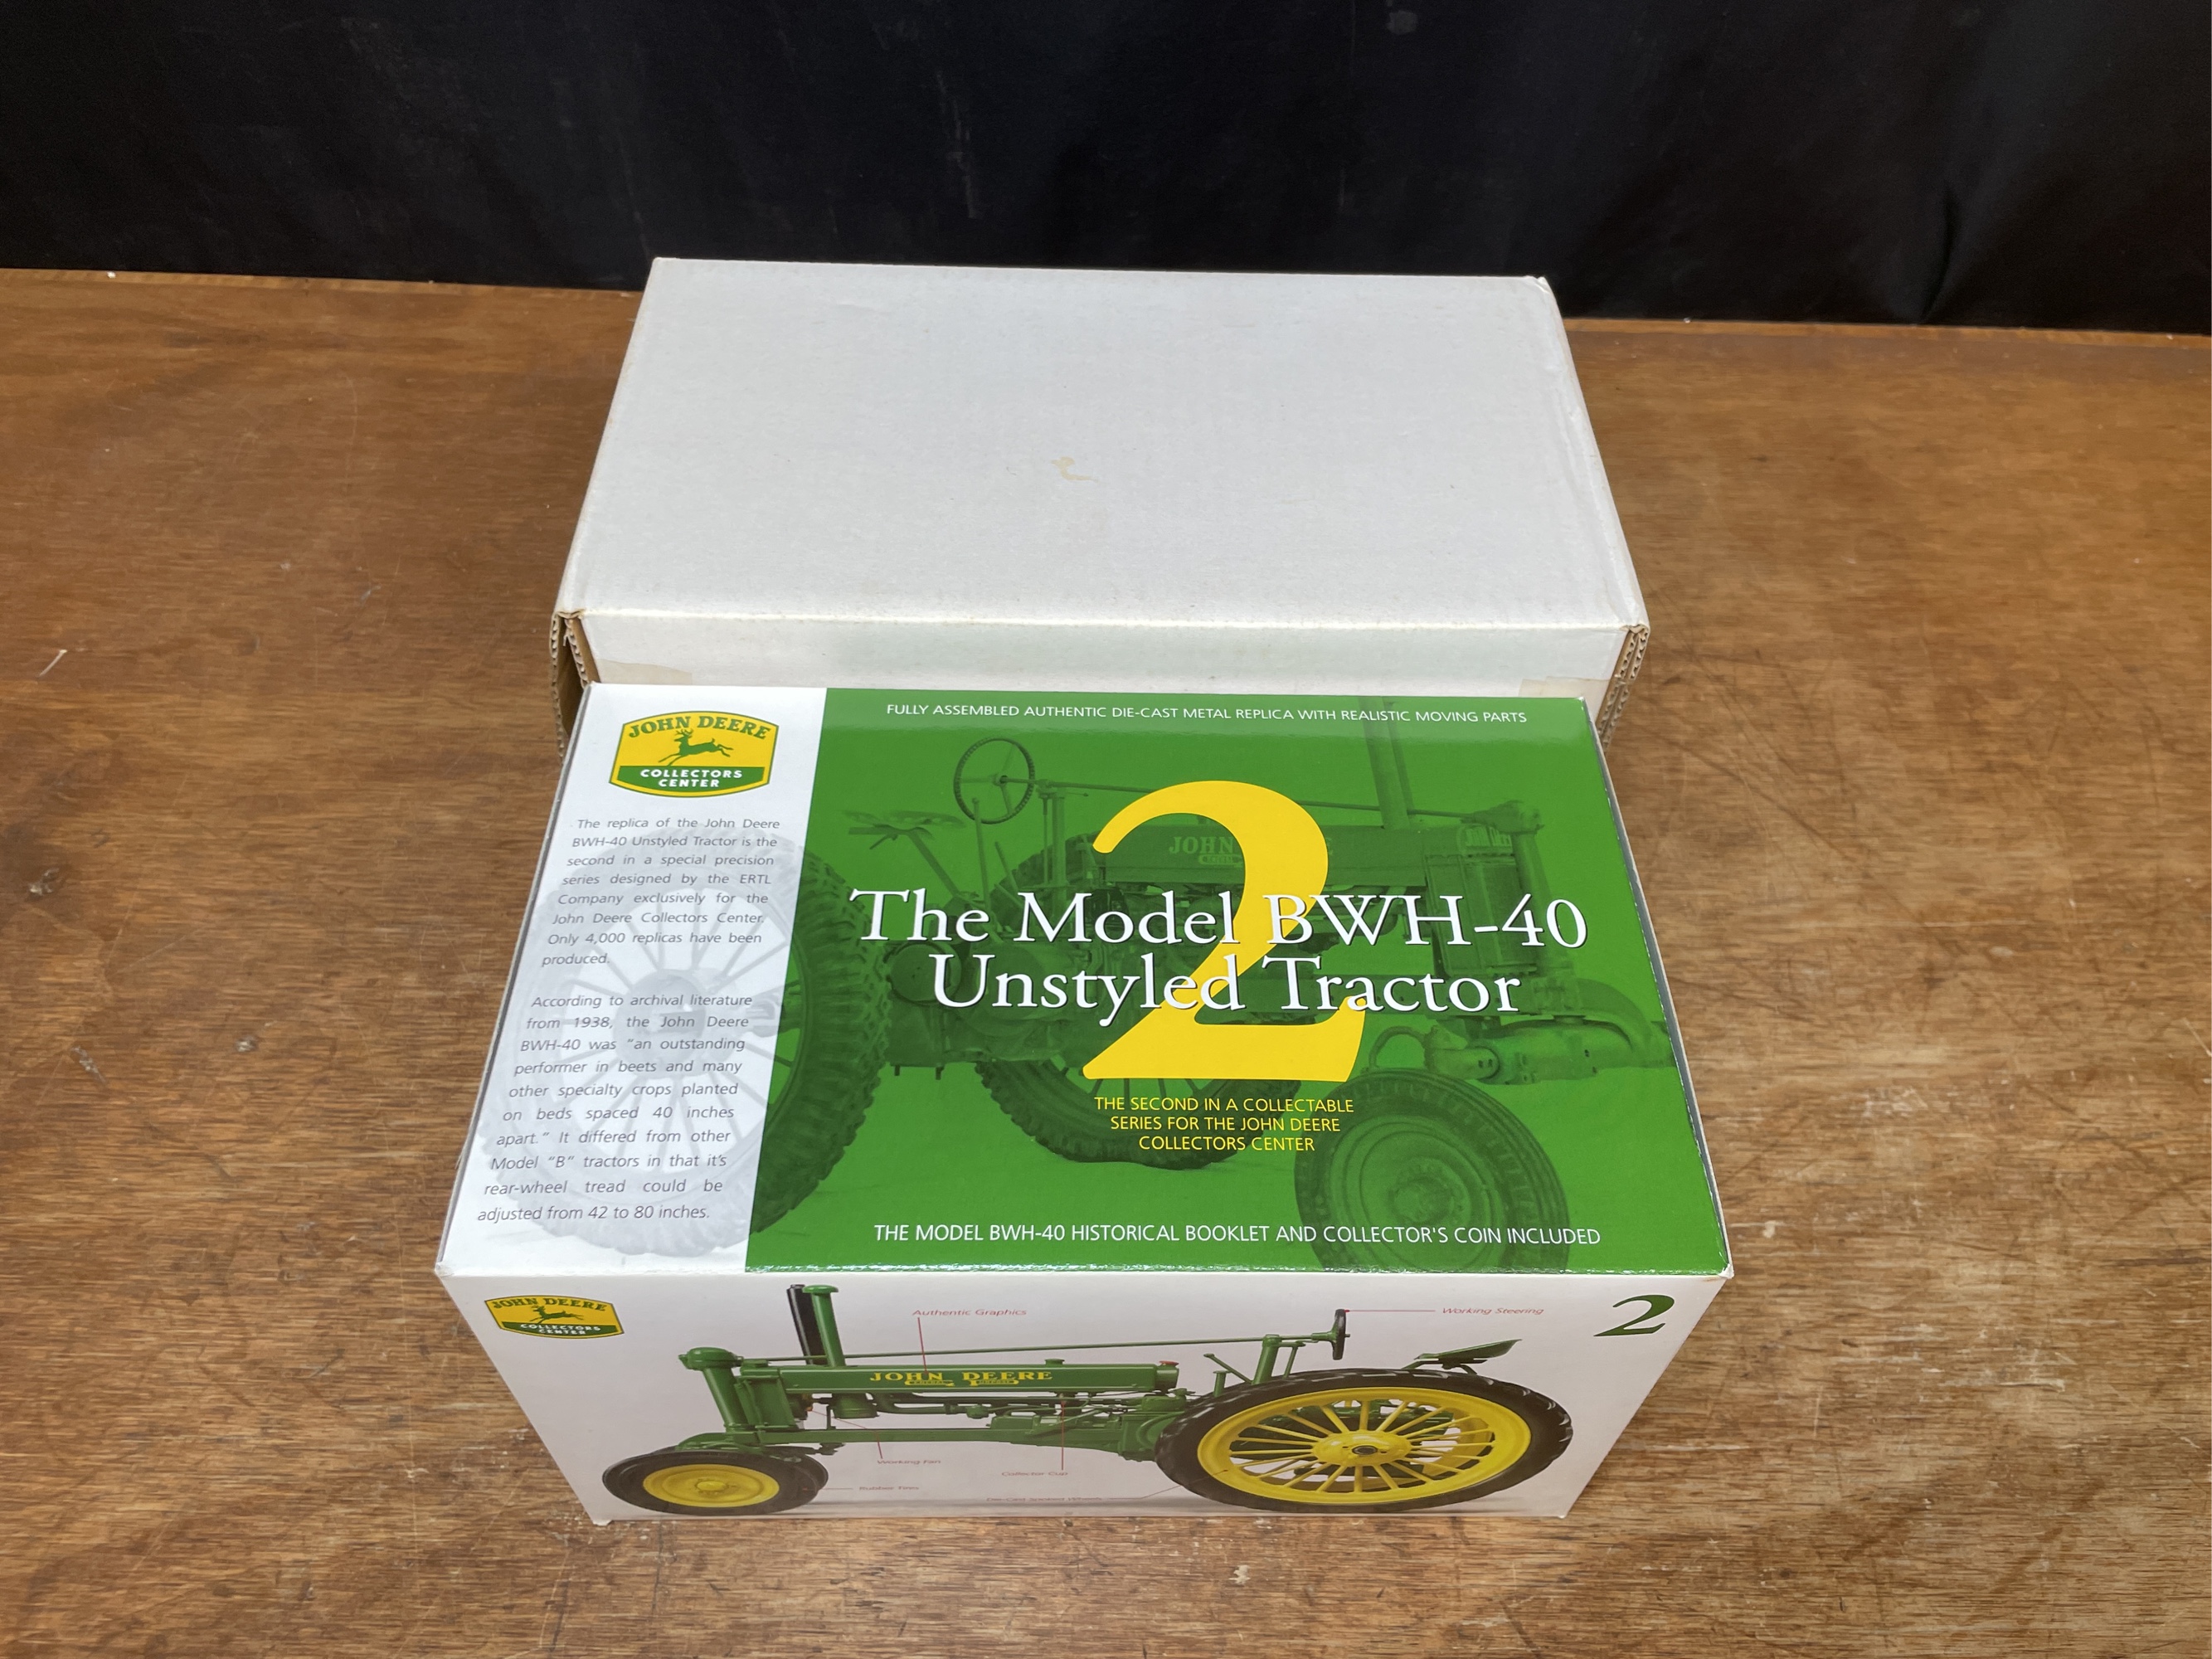 JOHN DEERE
COLLECTORS
CENTER
The replica of the John Deere
BWH-40 Unstyled Tractor is the
second in a special precision
series designed by the ERTL
Company exclusively for the
John Deere Collectors Center.
Only 4,000 replicas have been
produced.
According to archival literature
from 1938, the John Deere
BWH-40 was "an outstanding
performer in beets and many
other specialty crops planted
on beds spaced 40 inches
apart." It differed from other
Model "B" tractors in that it's
rear-wheel tread could be
adjusted from 42 to 80 inches.
FULLY ASSEMBLED AUTHENTIC DIE-CAST METAL REPLICA WITH REALISTIC MOVING PARTS
JOHN
2
The Model BWH-40
Unstyled Tractor
THE SECOND IN A COLLECTABLE
SERIES FOR THE JOHN DEERE
COLLECTORS CENTER
THE MODEL BWH-40 HISTORICAL BOOKLET AND COLLECTOR'S COIN INCLUDED
JOHN DEERE
COLLECTORS
CENTER
Authentic Graphics
Working Steering
2
JOHN DEERE
Working Fan
Collector Cup
Rubber Tires
Die-Cast Spoked Wheels